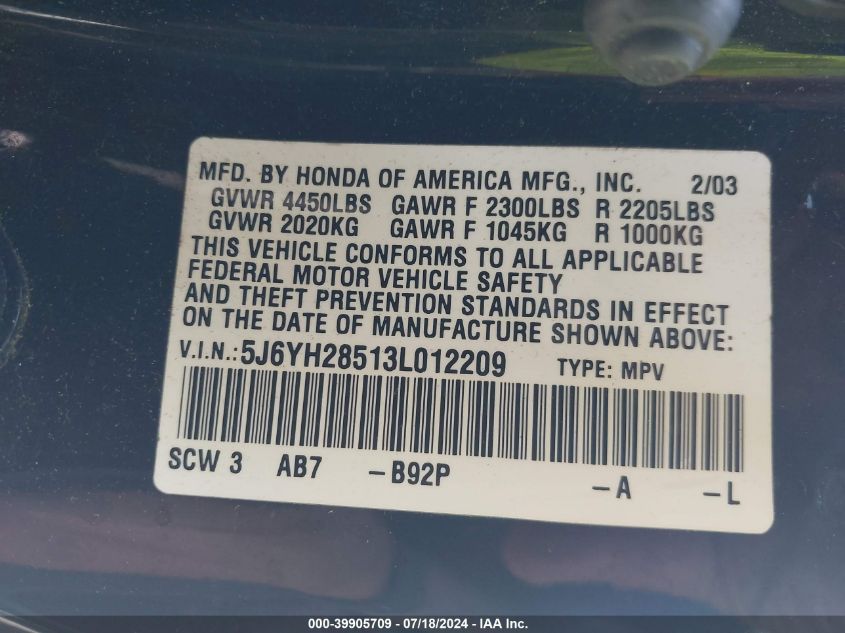 MFD. BY HONDA OF AMERICA MFG., INC. 2/03
GVWR 4450LBS GAWR F 2300LBS R 2205LBS
GVWR 2020KG GAWR F 1045KG R 1000KG
THIS VEHICLE CONFORMS TO ALL APPLICABLE
FEDERAL MOTOR VEHICLE SAFETY
AND THEFT PREVENTION STANDARDS IN EFFECT
ON THE DATE OF MANUFACTURE SHOWN ABOVE:
V.I.N.: 5J6YH28513L012209 TYPE: MPV
SCW 3 AB7 -B92P -A -L
000-39905709 - 07/18/2024 - IAA Inc.